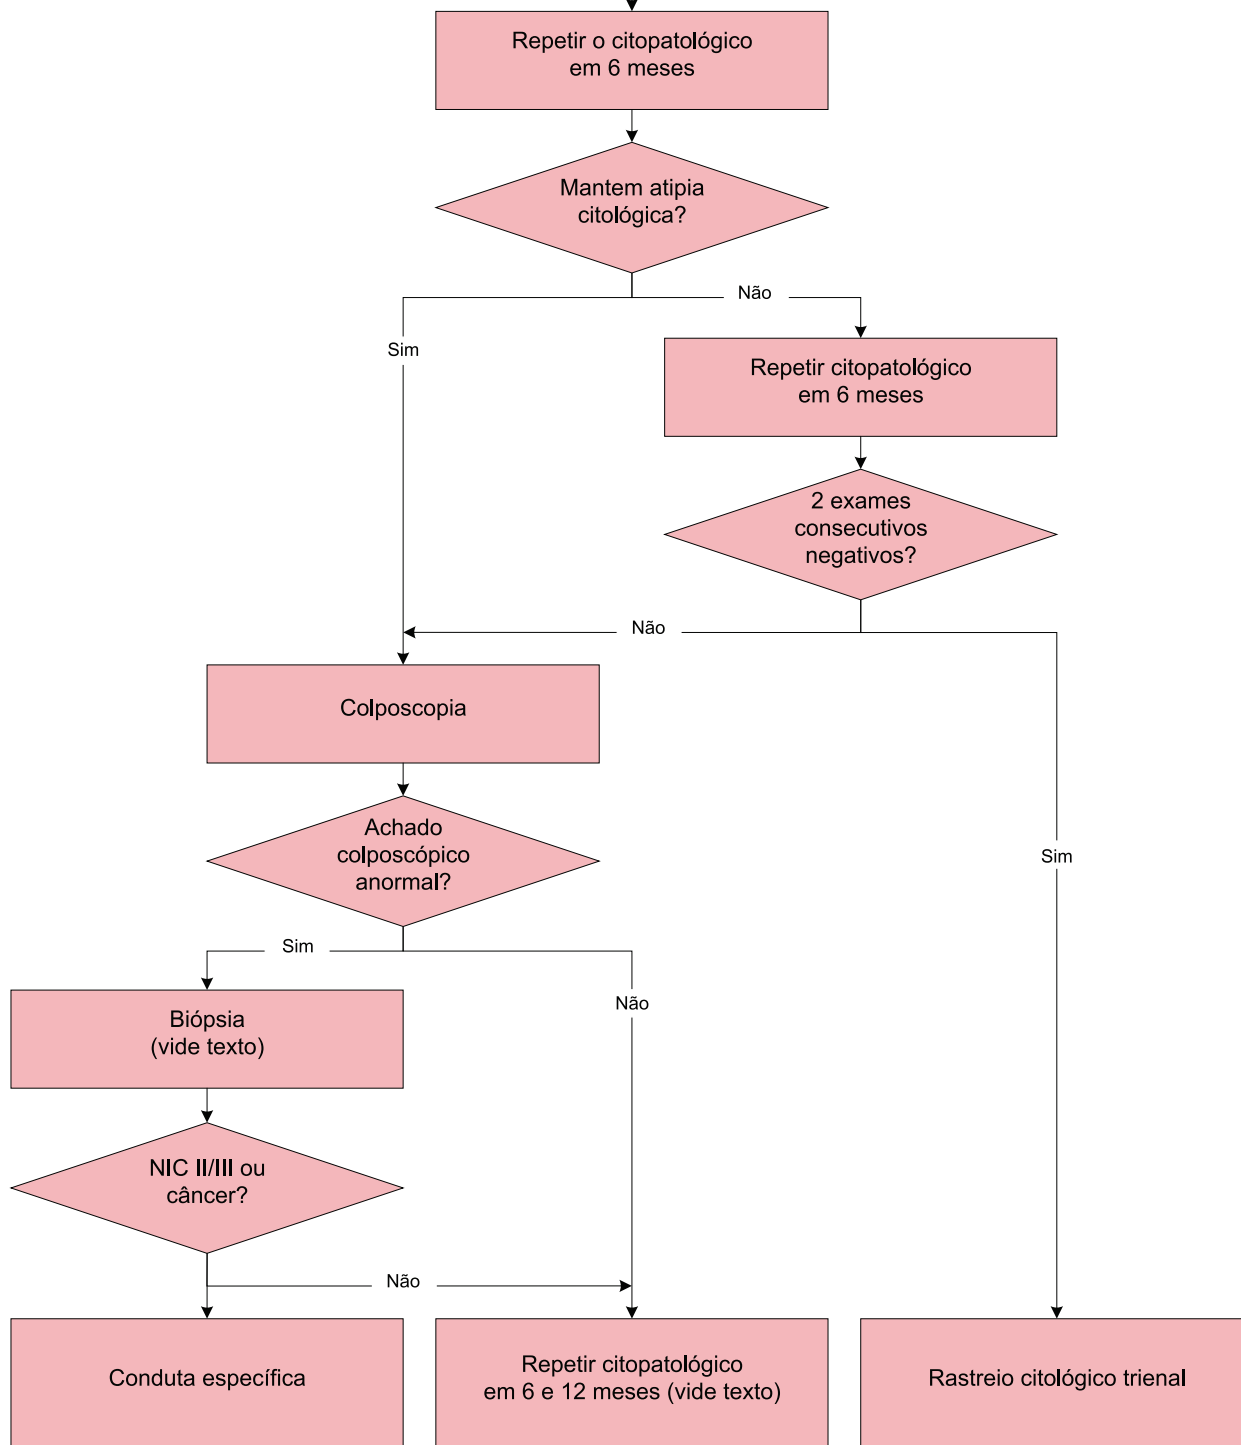 Repetir o citopatológico
em 6 meses
Mantem atipia
citológica?
Não
Sim
Repetir citopatológico
em 6 meses
2 exames
consecutivos
negativos?
Não
Colposcopia
Achado
colposcópico
anormal?
Sim
Sim
Não
Biópsia
(vide texto)
NIC II/III ou
câncer?
Não
Conduta específica
Repetir citopatológico
em 6 e 12 meses (vide texto)
Rastreio citológico trienal